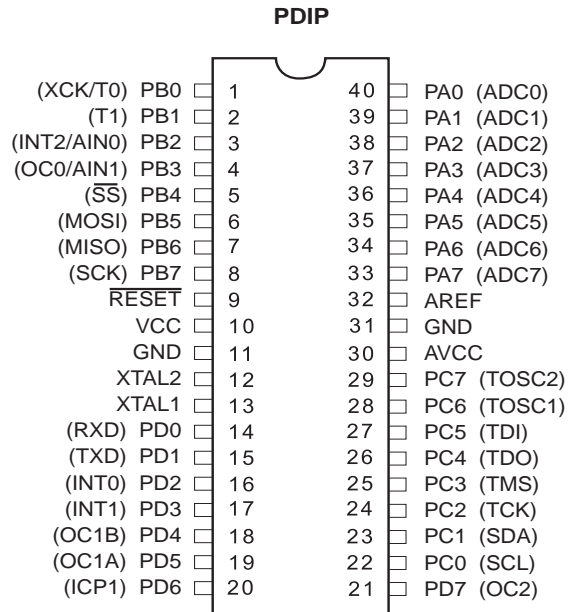 PDIP
(XCK/T0) PB0 1 40 PA0 (ADC0)
(T1) PB1 2 39 PA1 (ADC1)
(INT2/AIN0) PB2 3 38 PA2 (ADC2)
(OC0/AIN1) PB3 4 37 PA3 (ADC3)
(S̅S̅) PB4 5 36 PA4 (ADC4)
(MOSI) PB5 6 35 PA5 (ADC5)
(MISO) PB6 7 34 PA6 (ADC6)
(SCK) PB7 8 33 PA7 (ADC7)
R̅E̅S̅E̅T̅ 9 32 AREF
VCC 10 31 GND
GND 11 30 AVCC
XTAL2 12 29 PC7 (TOSC2)
XTAL1 13 28 PC6 (TOSC1)
(RXD) PD0 14 27 PC5 (TDI)
(TXD) PD1 15 26 PC4 (TDO)
(INT0) PD2 16 25 PC3 (TMS)
(INT1) PD3 17 24 PC2 (TCK)
(OC1B) PD4 18 23 PC1 (SDA)
(OC1A) PD5 19 22 PC0 (SCL)
(ICP1) PD6 20 21 PD7 (OC2)